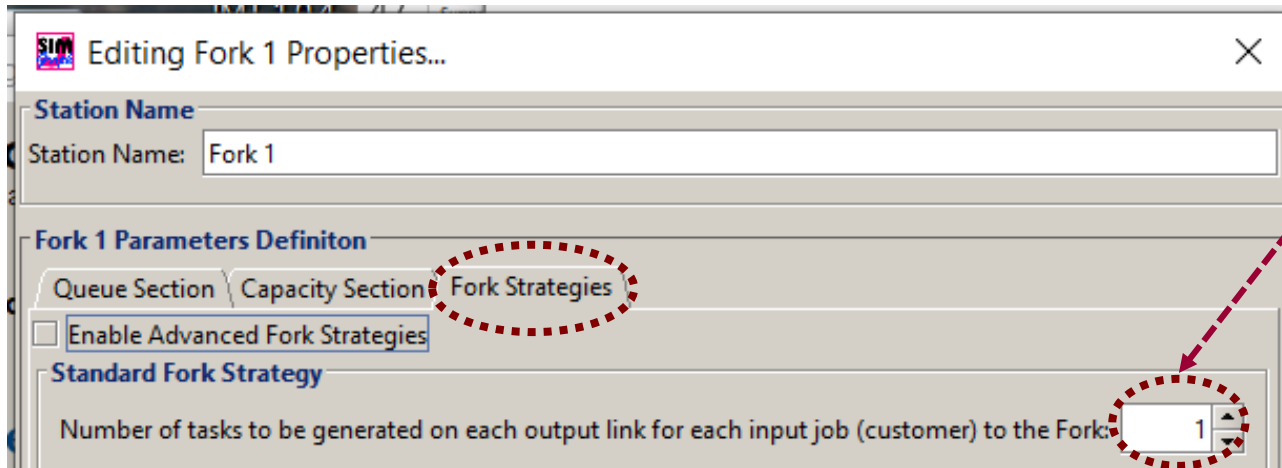 SIM
Editing Fork 1 Properties...
Station Name
Station Name: Fork 1
Fork 1 Parameters Definiton
Queue Section Capacity Section Fork Strategies
Enable Advanced Fork Strategies
Standard Fork Strategy
Number of tasks to be generated on each output link for each input job (customer) to the Fork: 1